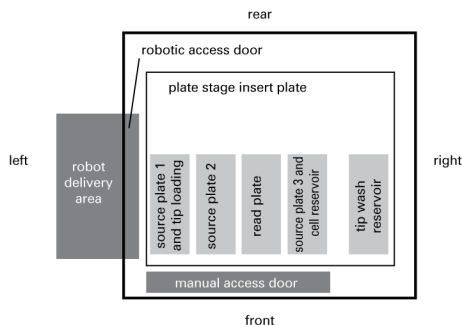 rear
robotic access door
plate stage insert plate
left
robot
delivery
area
source plate 1
and tip loading
source plate 2
read plate
source plate 3 and
cell reservoir
tip wash
reservoir
right
manual access door
front